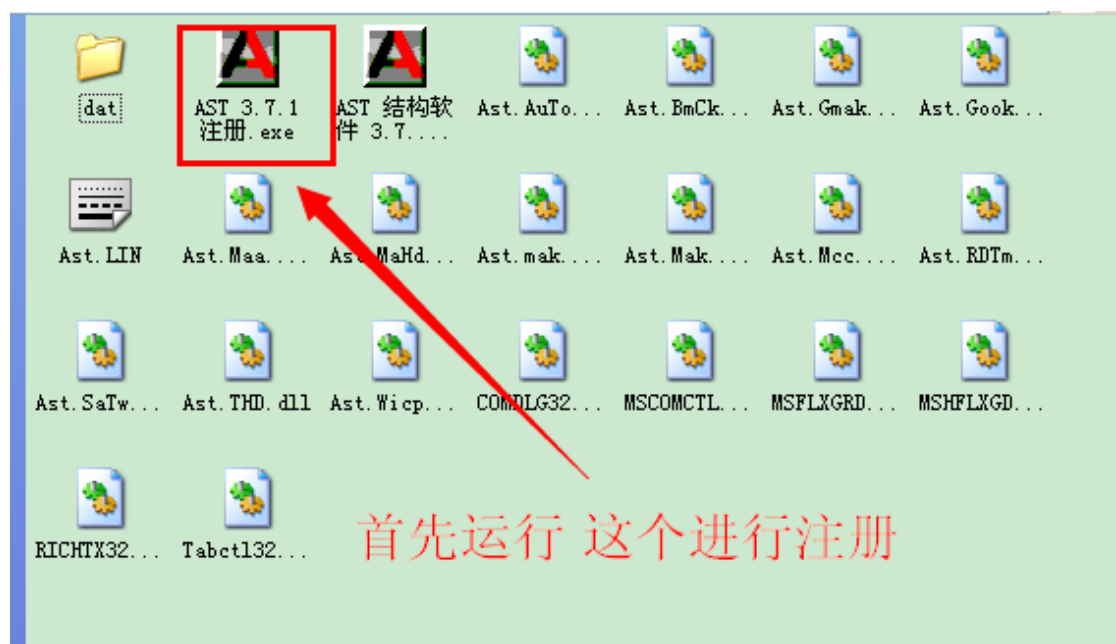 dat
AST 3.7.1
注册.exe
AST 结构软
件 3.7....
Ast.AuTo...
Ast.BmCk...
Ast.Gmak...
Ast.Gook...
Ast.LIN
Ast.Maa....
Ast.MaHd...
Ast.mak....
Ast.Mak....
Ast.Mcc....
Ast.RDTm...
Ast.SaTw...
Ast.THD.dll
Ast.Wicp...
COMDLG32...
MSCOMCTL...
MSFLXGRD...
MSHFLXGD...
RICHTX32...
Tabctl32...
首先运行 这个进行注册